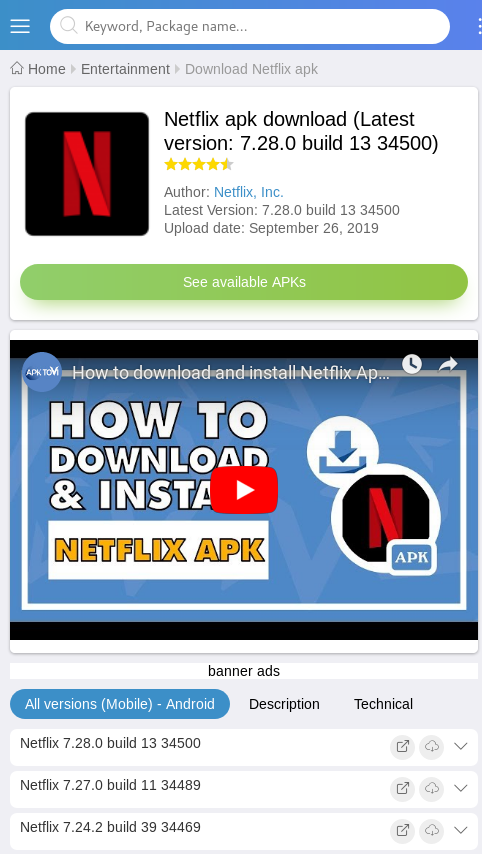 Keyword, Package name...
Home Entertainment Download Netflix apk
Netflix apk download (Latest
version: 7.28.0 build 13 34500)
Author: Netflix, Inc.
Latest Version: 7.28.0 build 13 34500
Upload date: September 26, 2019
See available APKs
How to download and install Netflix Ap...
HOW TO
DOWNLOAD
NETFLIX APK
APK
banner ads
All versions (Mobile) - Android Description Technical
Netflix 7.28.0 build 13 34500
Netflix 7.27.0 build 11 34489
Netflix 7.24.2 build 39 34469